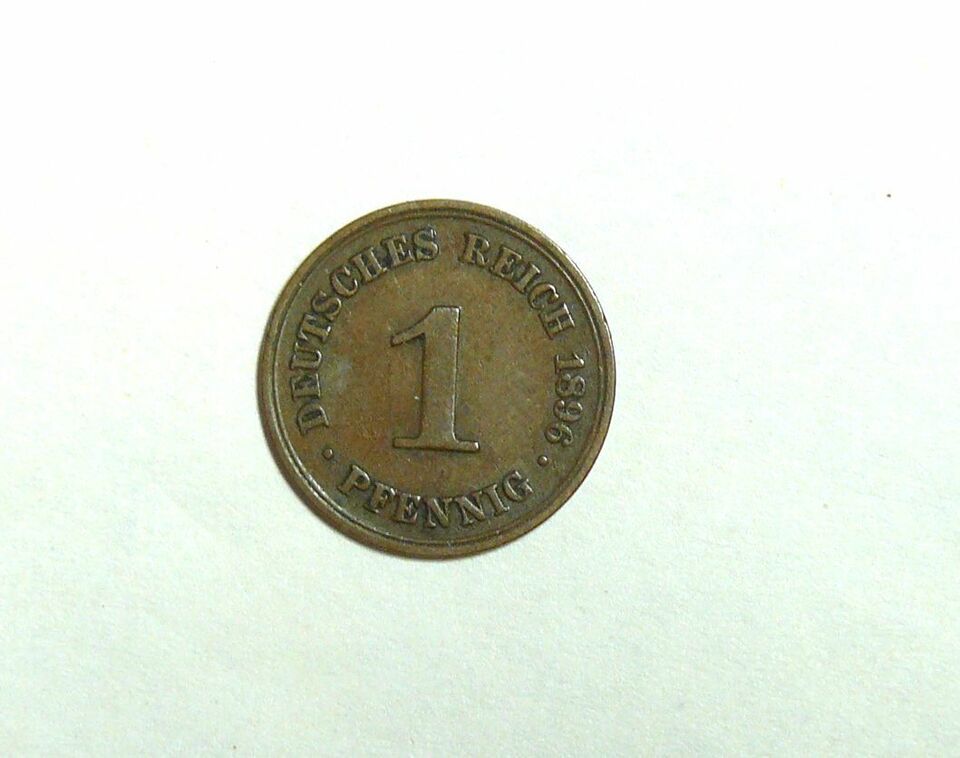 DEUTSCHES REICH 1896
1
· PFENNIG ·